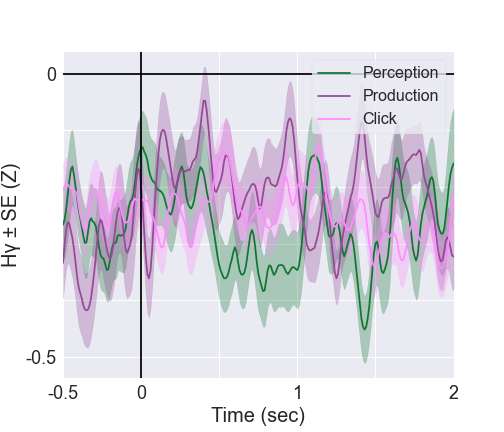 0
Perception
Production
Click
Hγ ± SE (Z)
-0.5
-0.5 0 1 2
Time (sec)